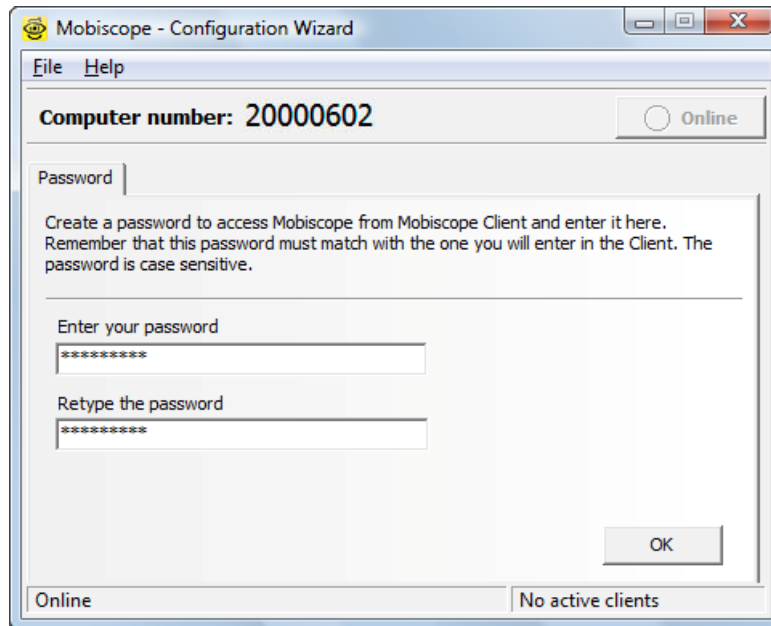 Mobiscope - Configuration Wizard
File Help
Computer number: 20000602
Online
Password
Create a password to access Mobiscope from Mobiscope Client and enter it here.
Remember that this password must match with the one you will enter in the Client. The
password is case sensitive.
Enter your password
*********
Retype the password
*********
OK
Online
No active clients